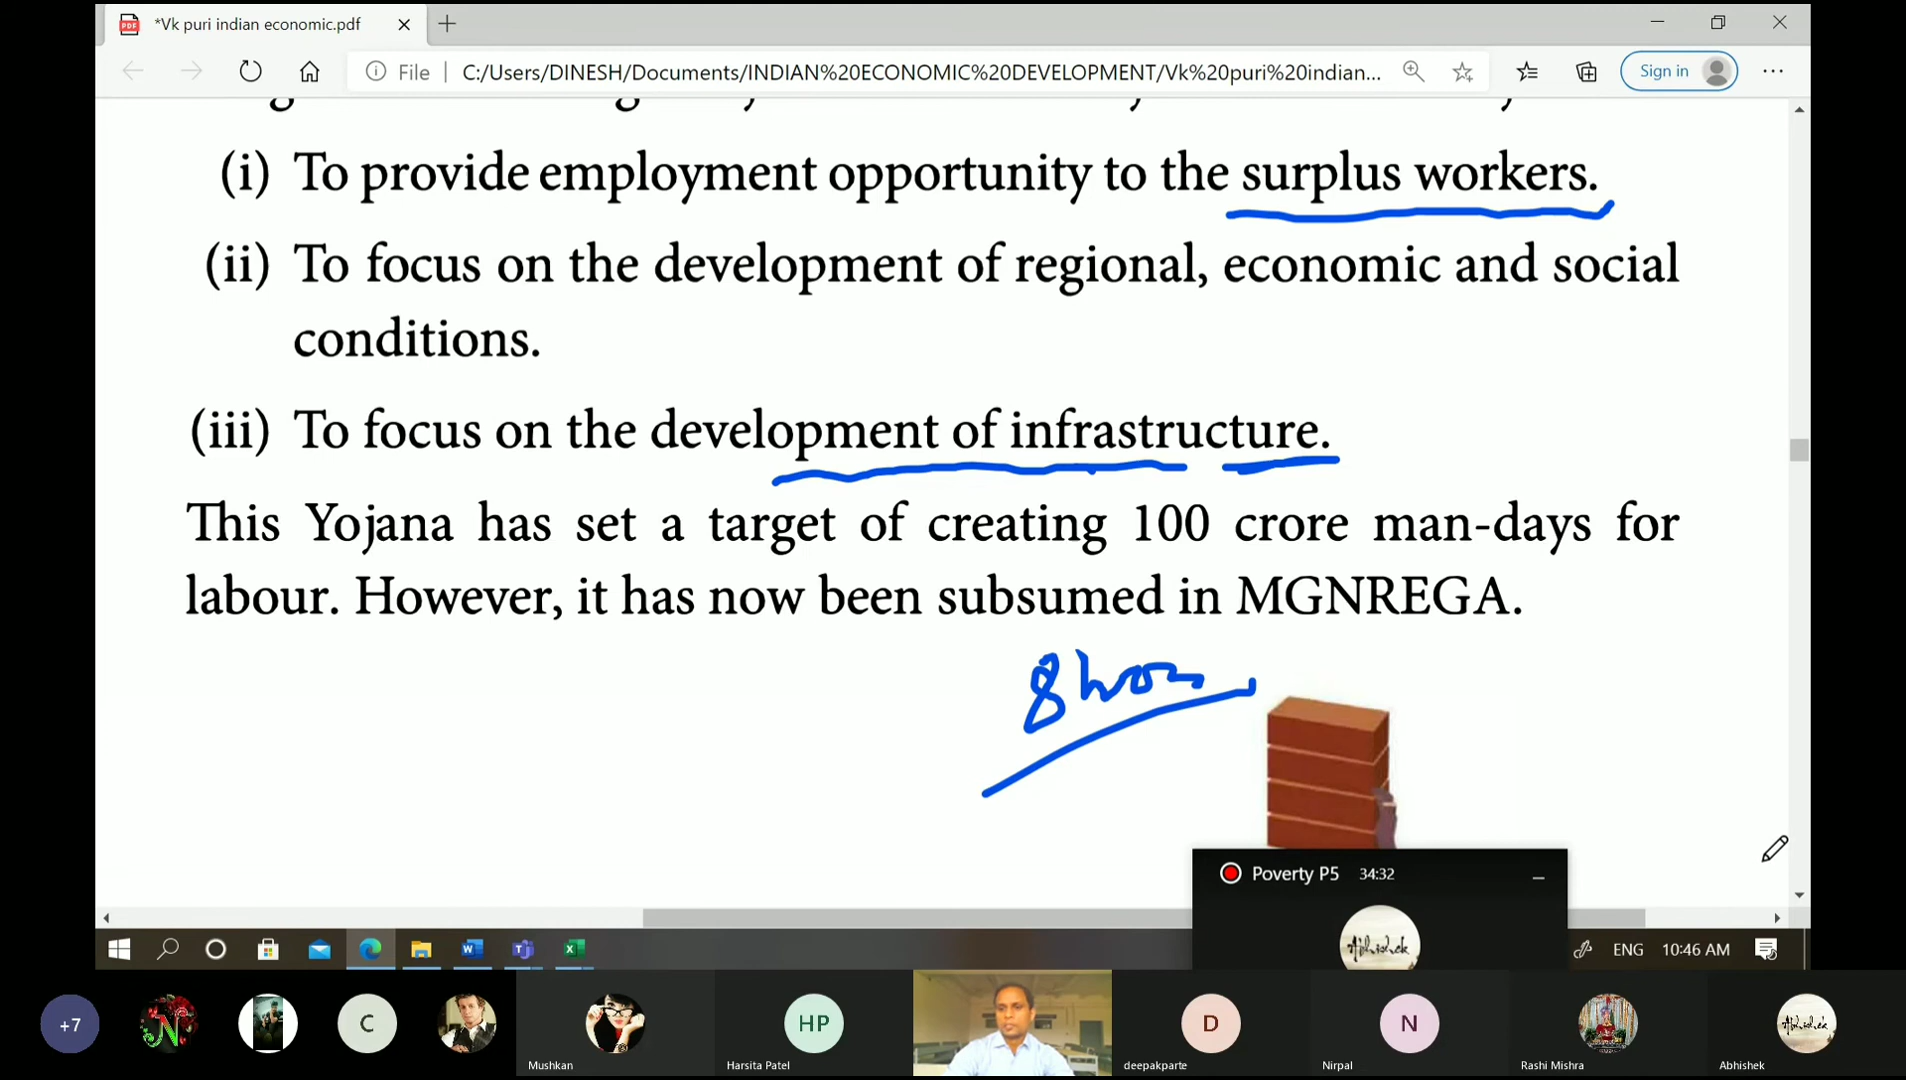 *Vk puri indian economic.pdf
File | C:/Users/DINESH/Documents/INDIAN%20ECONOMIC%20DEVELOPMENT/Vk%20puri%20indian... Sign in
(i) To provide employment opportunity to the surplus workers.
(ii) To focus on the development of regional, economic and social
conditions.
(iii) To focus on the development of infrastructure.
This Yojana has set a target of creating 100 crore man-days for
labour. However, it has now been subsumed in MGNREGA.
8
Poverty P5 34:32
Abhishek
ENG 10:46 AM
+7 N C HP D N Abhishek
Mushkan Harsita Patel deepakparte Nirpal Rashi Mishra Abhishek